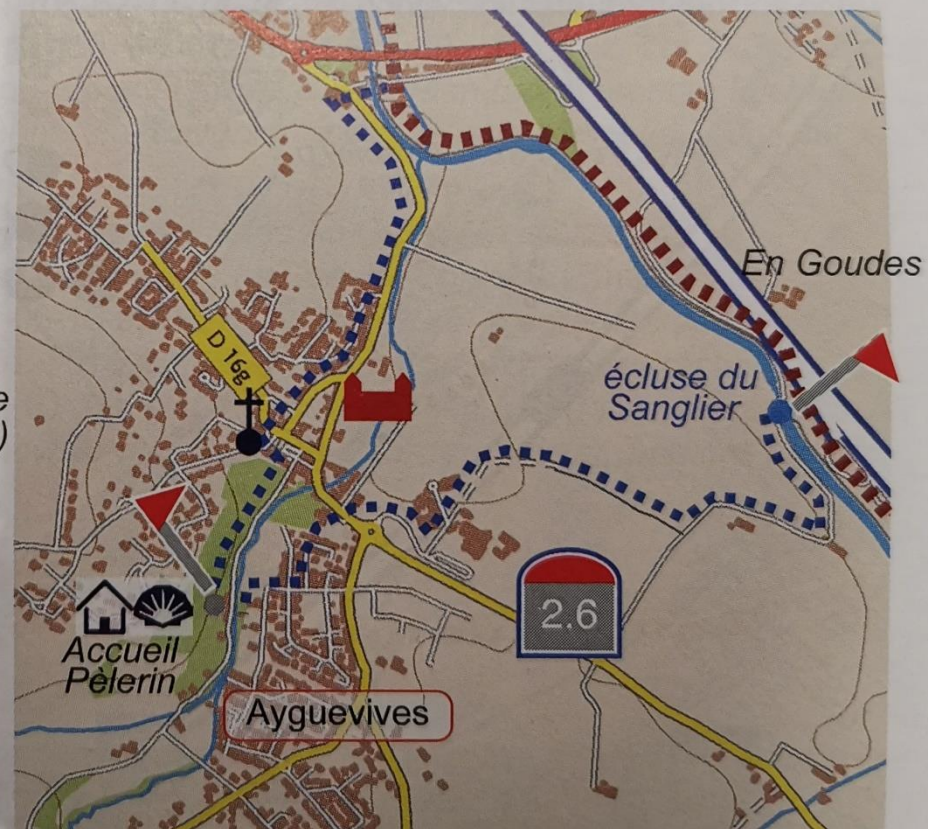 En Goudes
D 16g
écluse du
Sanglier
e
)
2.6
Accueil
Pèlerin
Ayguevives